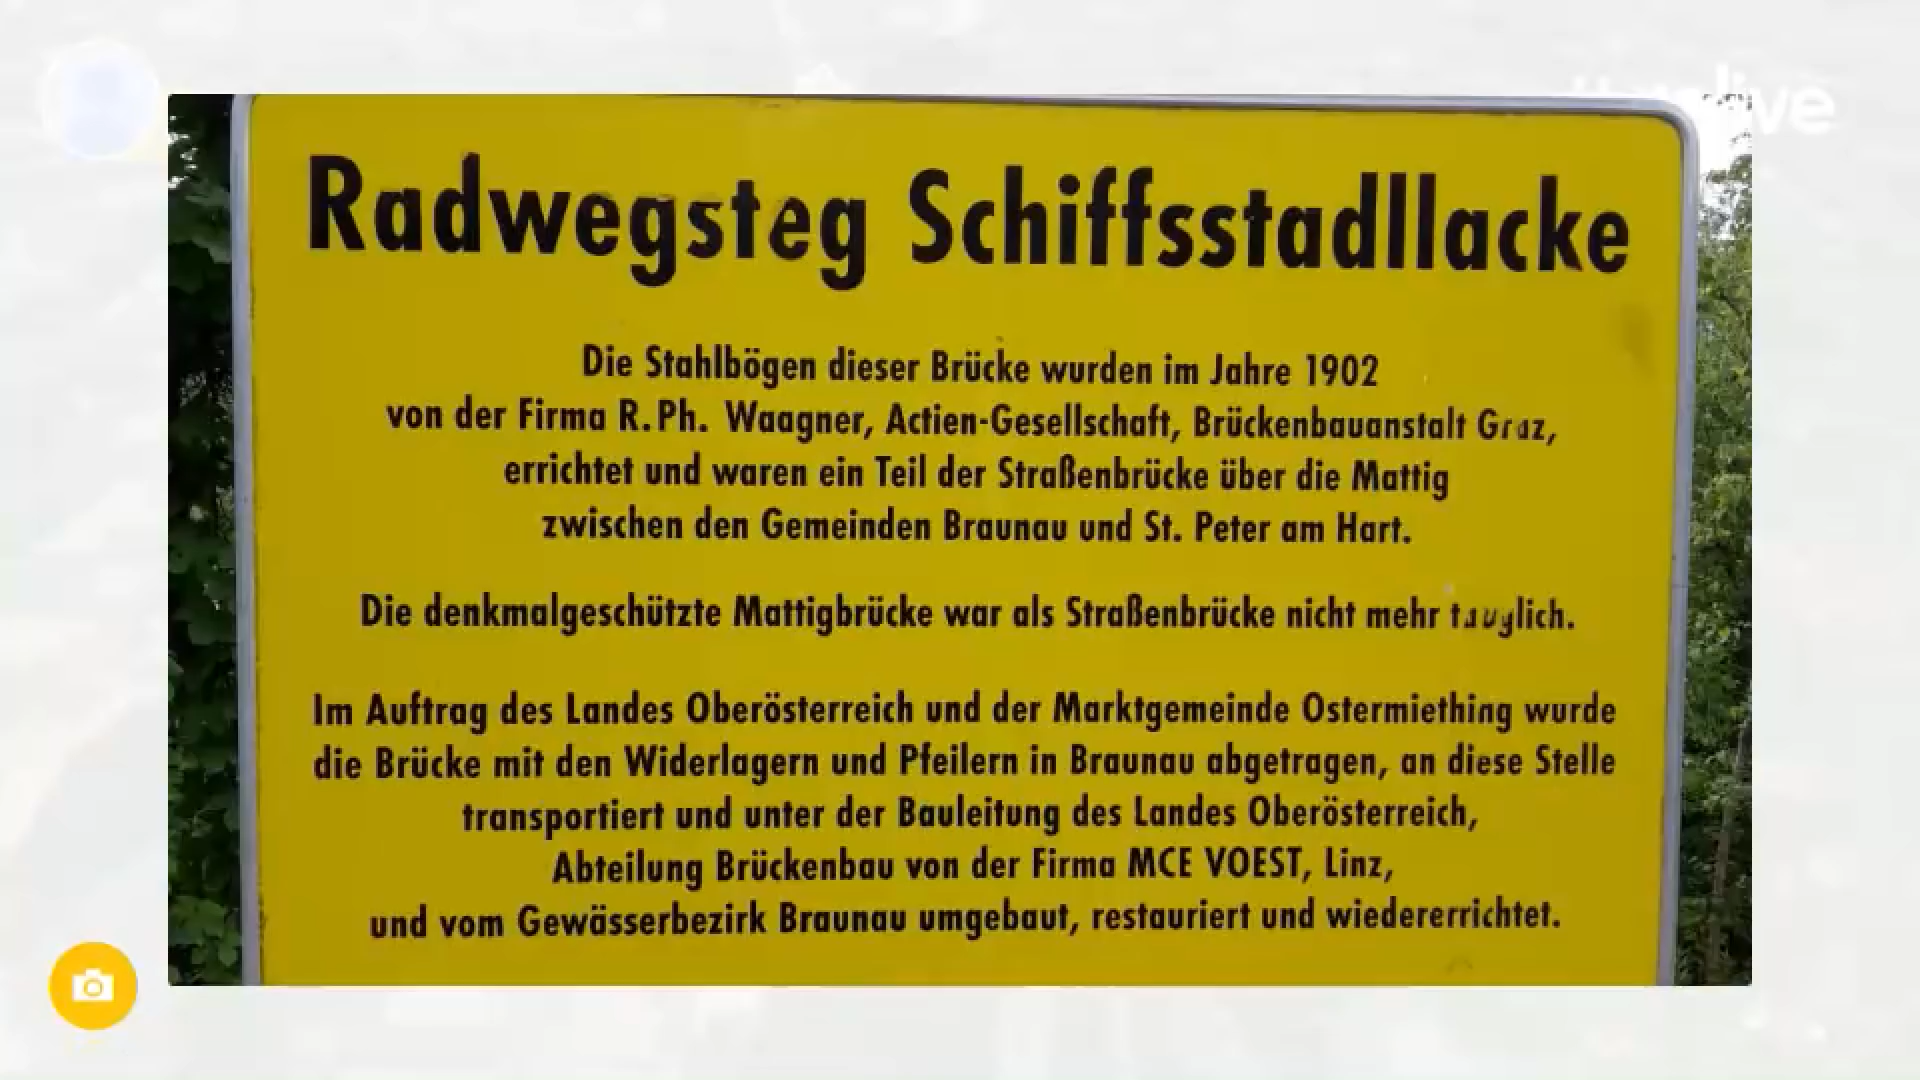 Radwegsteg Schiffsstadllacke
Die Stahlbögen dieser Brücke wurden im Jahre 1902
von der Firma R.Ph. Waagner, Actien-Gesellschaft, Brückenbauanstalt Graz,
errichtet und waren ein Teil der Straßenbrücke über die Mattig
zwischen den Gemeinden Braunau und St. Peter am Hart.
Die denkmalgeschützte Mattigbrücke war als Straßenbrücke nicht mehr tauglich.
Im Auftrag des Landes Oberösterreich und der Marktgemeinde Ostermiething wurde
die Brücke mit den Widerlagern und Pfeilern in Braunau abgetragen, an diese Stelle
transportiert und unter der Bauleitung des Landes Oberösterreich,
Abteilung Brückenbau von der Firma MCE VOEST, Linz,
und vom Gewässerbezirk Braunau umgebaut, restauriert und wiedererrichtet.